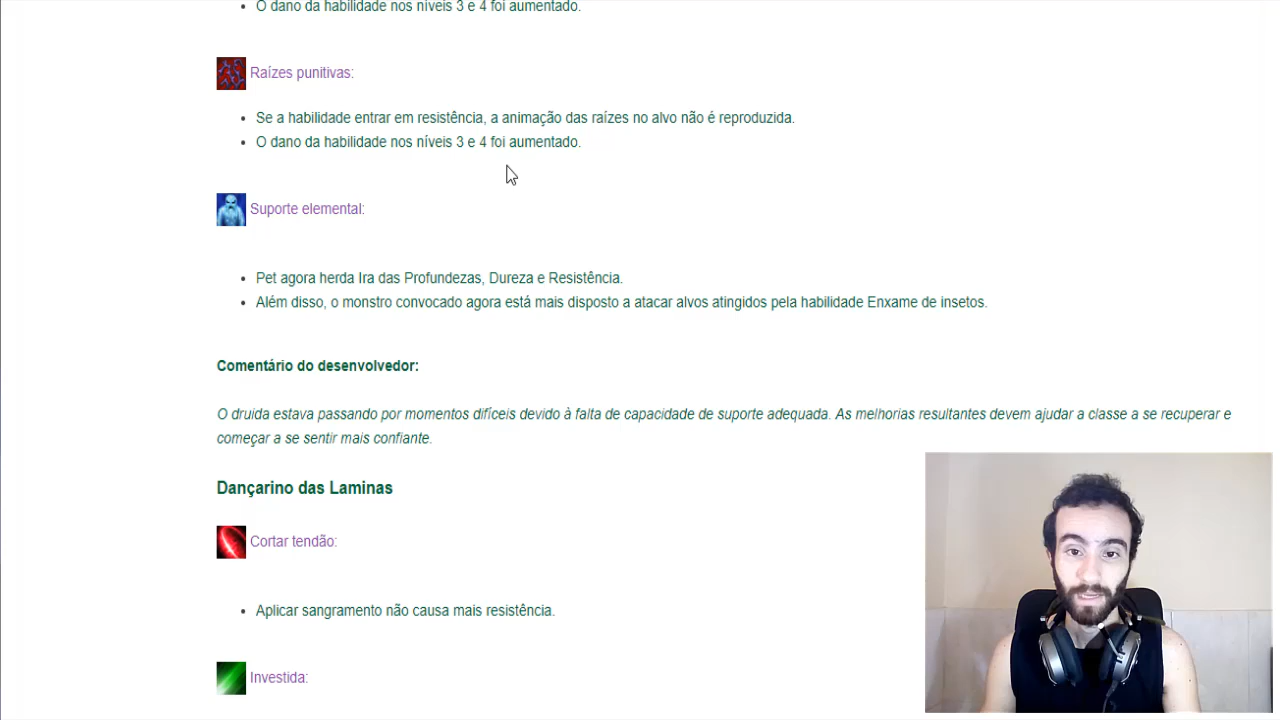 O dano da habilidade nos níveis 3 e 4 foi aumentado.
Raízes punitivas:
Se a habilidade entrar em resistência, a animação das raízes no alvo não é reproduzida.
O dano da habilidade nos níveis 3 e 4 foi aumentado.
Suporte elemental:
Pet agora herda Ira das Profundezas, Dureza e Resistência.
Além disso, o monstro convocado agora está mais disposto a atacar alvos atingidos pela habilidade Enxame de insetos.
Comentário do desenvolvedor:
O druida estava passando por momentos difíceis devido à falta de capacidade de suporte adequada. As melhorias resultantes devem ajudar a classe a se recuperar e
começar a se sentir mais confiante.
Dançarino das Laminas
Cortar tendão:
Aplicar sangramento não causa mais resistência.
Investida: